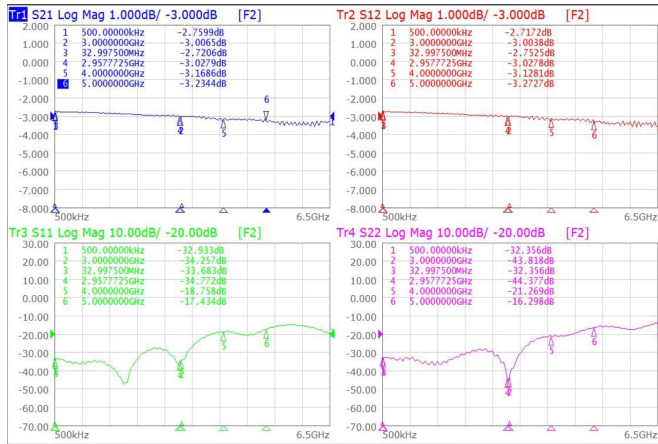 Tr1 S21 Log Mag 1.000dB/ -3.000dB [F2]
2.000
1 500.00000kHz -2.7599dB
2 3.0000000GHz -3.0065dB
1.000
3 32.997500MHz -2.7206dB
4 2.9577725GHz -3.0279dB
0.000
5 4.0000000GHz -3.1686dB
6 5.0000000GHz -3.2344dB
-1.000
-2.000
-3.000
-4.000
-5.000
-6.000
-7.000
-8.000
5
6
1
500kHz 6.5GHz
Tr2 S12 Log Mag 1.000dB/ -3.000dB [F2]
2.000
1 500.00000kHz -2.7172dB
2 3.0000000GHz -3.0038dB
1.000
3 32.997500MHz -2.7525dB
4 2.9577725GHz -3.0278dB
0.000
5 4.0000000GHz -3.1281dB
6 5.0000000GHz -3.2727dB
-1.000
-2.000
-3.000
-4.000
-5.000
-6.000
-7.000
-8.000
5
6
500kHz 6.5GHz
Tr3 S11 Log Mag 10.00dB/ -20.00dB [F2]
30.00
1 500.00000kHz -32.933dB
2 3.0000000GHz -34.257dB
20.00
3 32.997500MHz -33.683dB
4 2.9577725GHz -34.772dB
10.00
5 4.0000000GHz -18.758dB
6 5.0000000GHz -17.434dB
0.000
-10.00
-20.00
-30.00
-40.00
-50.00
-60.00
-70.00
5
6
500kHz 6.5GHz
Tr4 S22 Log Mag 10.00dB/ -20.00dB [F2]
30.00
1 500.00000kHz -32.356dB
2 3.0000000GHz -43.818dB
20.00
3 32.997500MHz -32.356dB
4 2.9577725GHz -44.377dB
10.00
5 4.0000000GHz -21.269dB
6 5.0000000GHz -16.298dB
0.000
-10.00
-20.00
-30.00
-40.00
-50.00
-60.00
-70.00
5
6
500kHz 6.5GHz